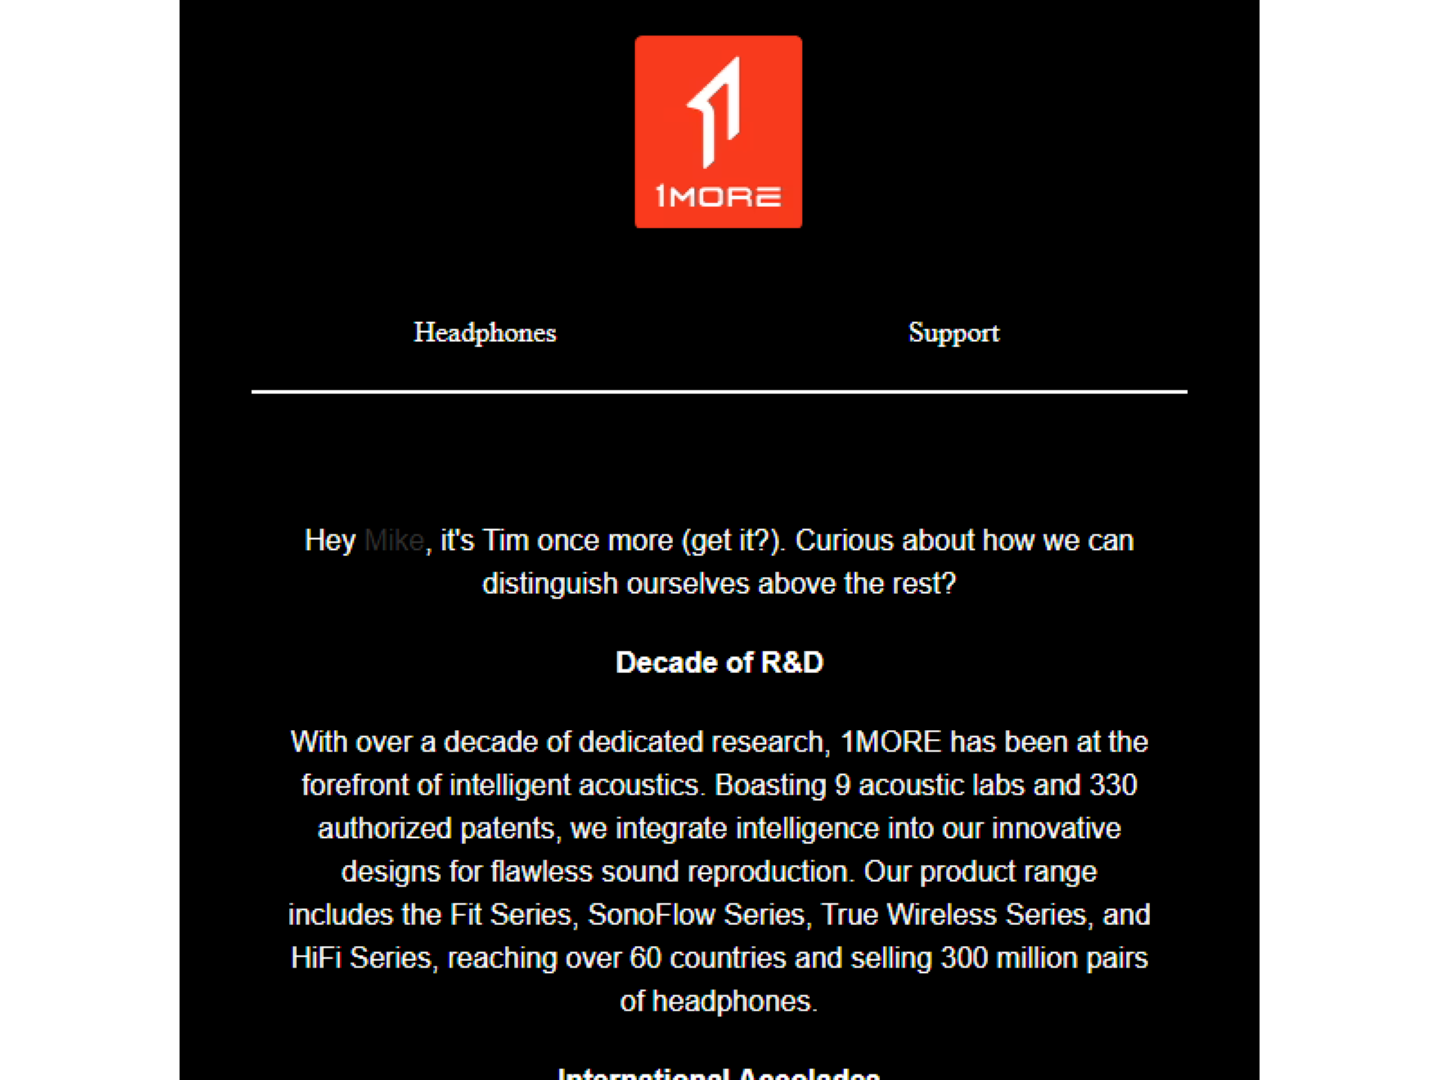 1MORE
Headphones
Support
Hey Mike, it's Tim once more (get it?). Curious about how we can
distinguish ourselves above the rest?
Decade of R&D
With over a decade of dedicated research, 1MORE has been at the
forefront of intelligent acoustics. Boasting 9 acoustic labs and 330
authorized patents, we integrate intelligence into our innovative
designs for flawless sound reproduction. Our product range
includes the Fit Series, SonoFlow Series, True Wireless Series, and
HiFi Series, reaching over 60 countries and selling 300 million pairs
of headphones.
International Accolades